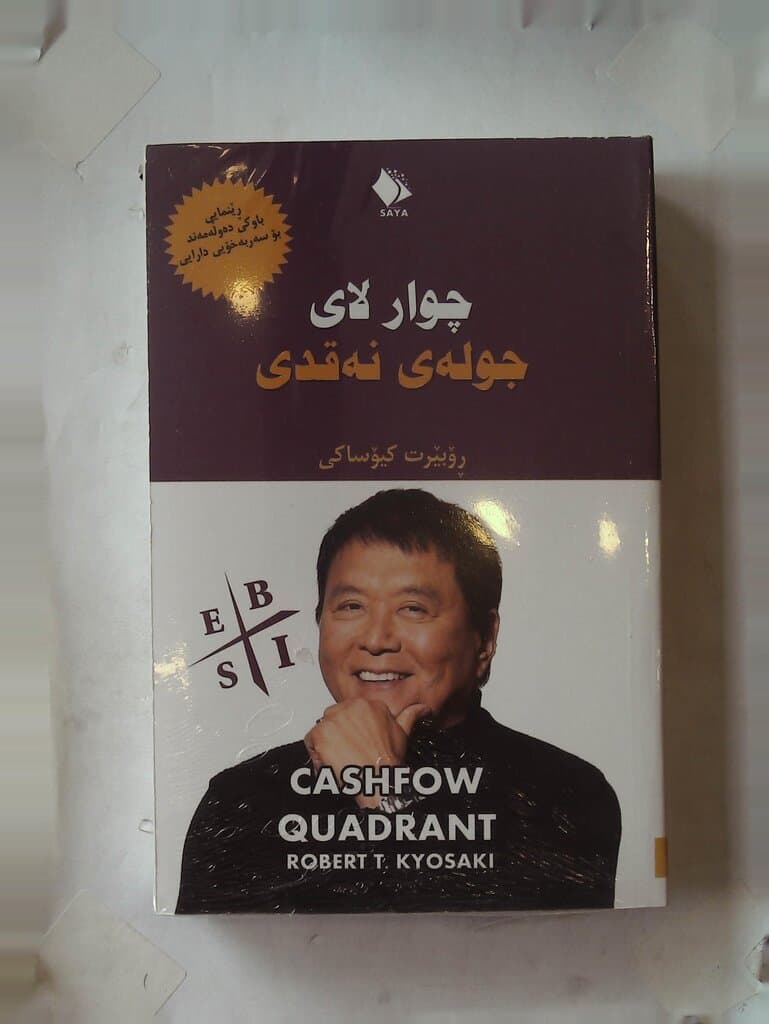 SAYA
ڕێنمایی
باوکی دەوڵەمەند
بۆ سەربەخۆیی دارایی
چوار لای
جولەی نەقدی
ڕۆبێرت کیۆساکی
E B
S I
CASHFOW
QUADRANT
ROBERT T KYOSAKI